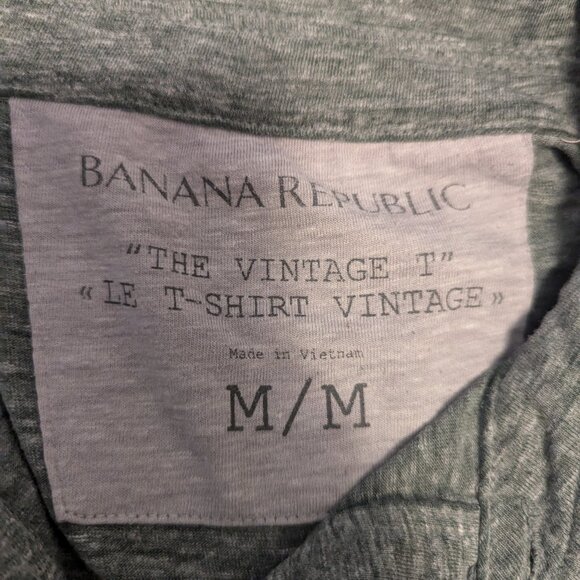 BANANA REPUBLIC
"THE VINTAGE T"
« LE T-SHIRT VINTAGE »
Made in Vietnam
M/M